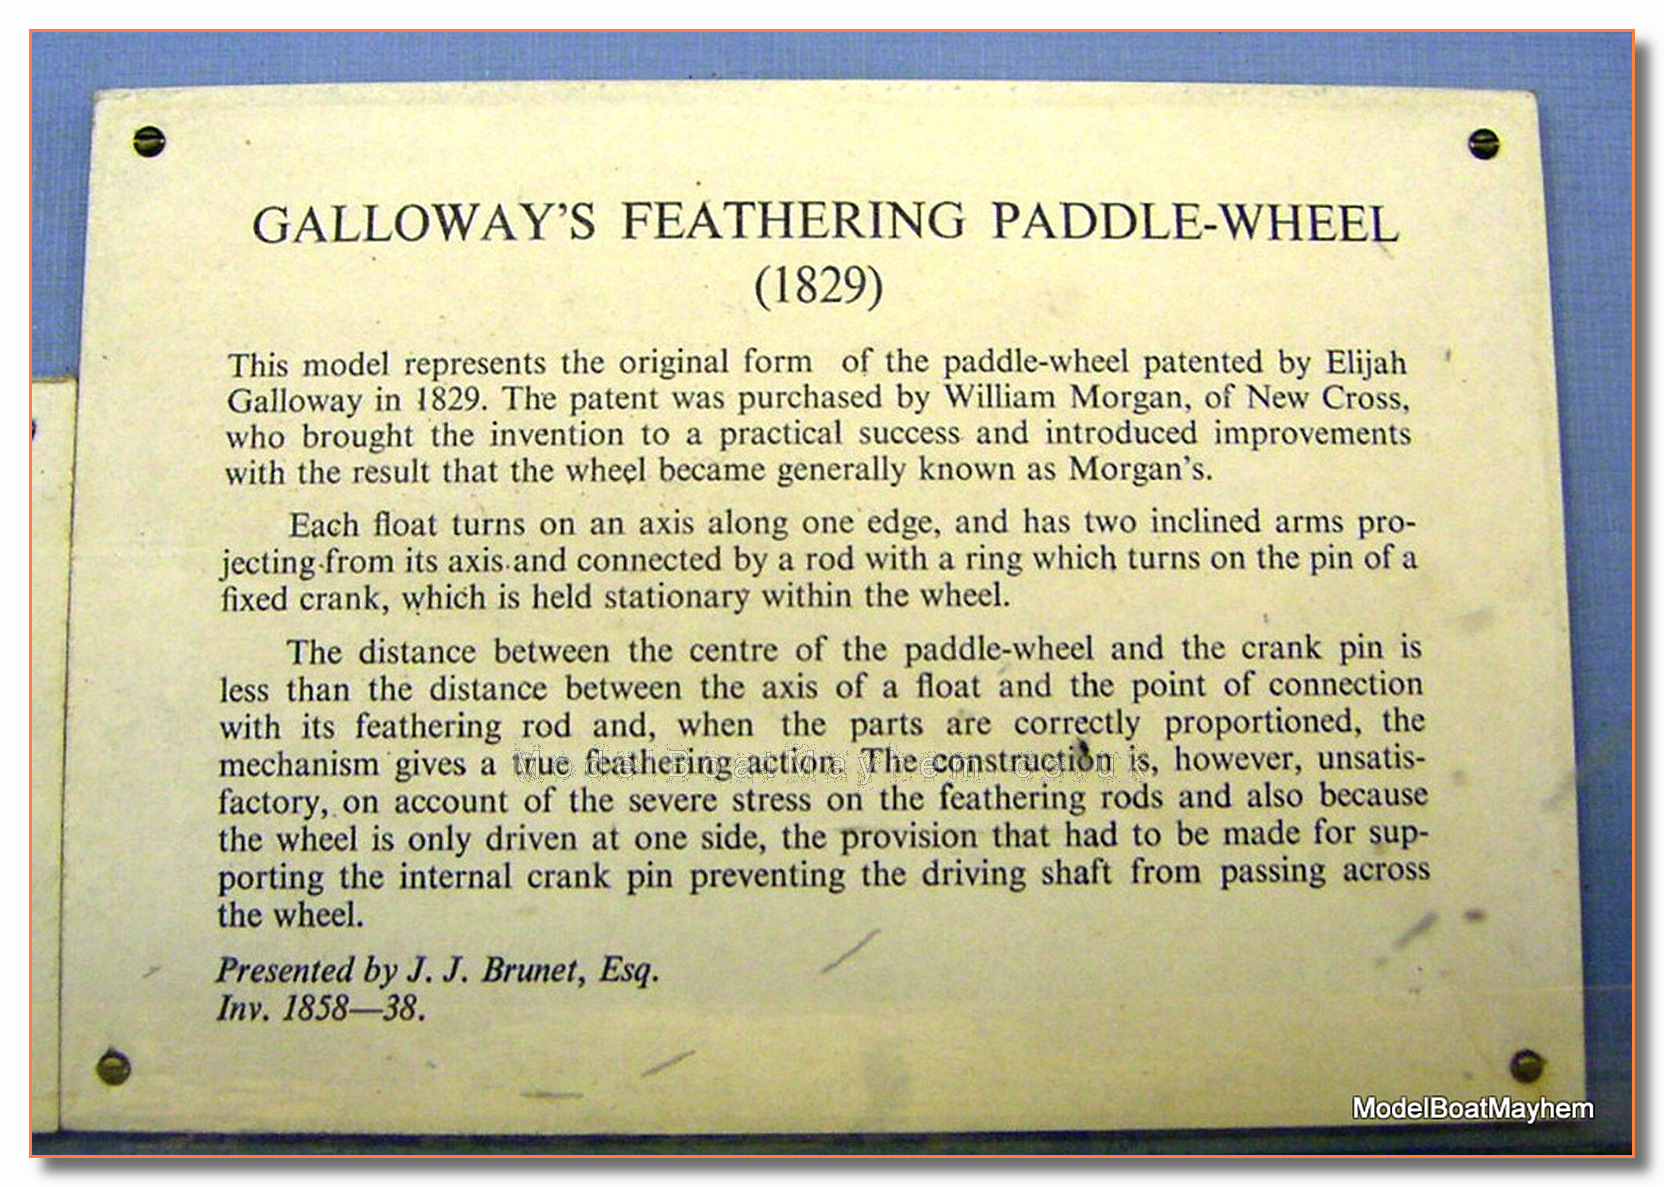 GALLOWAY'S FEATHERING PADDLE-WHEEL
(1829)
This model represents the original form of the paddle-wheel patented by Elijah
Galloway in 1829. The patent was purchased by William Morgan, of New Cross,
who brought the invention to a practical success and introduced improvements
with the result that the wheel became generally known as Morgan's.
Each float turns on an axis along one edge, and has two inclined arms pro-
jecting from its axis and connected by a rod with a ring which turns on the pin of a
fixed crank, which is held stationary within the wheel.
The distance between the centre of the paddle-wheel and the crank pin is
less than the distance between the axis of a float and the point of connection
with its feathering rod and, when the parts are correctly proportioned, the
mechanism gives a true feathering action. The construction is, however, unsatis-
factory, on account of the severe stress on the feathering rods and also because
the wheel is only driven at one side, the provision that had to be made for sup-
porting the internal crank pin preventing the driving shaft from passing across
the wheel.
Presented by J. J. Brunet, Esq.
Inv. 1858—38.
ModelBoatMayhem